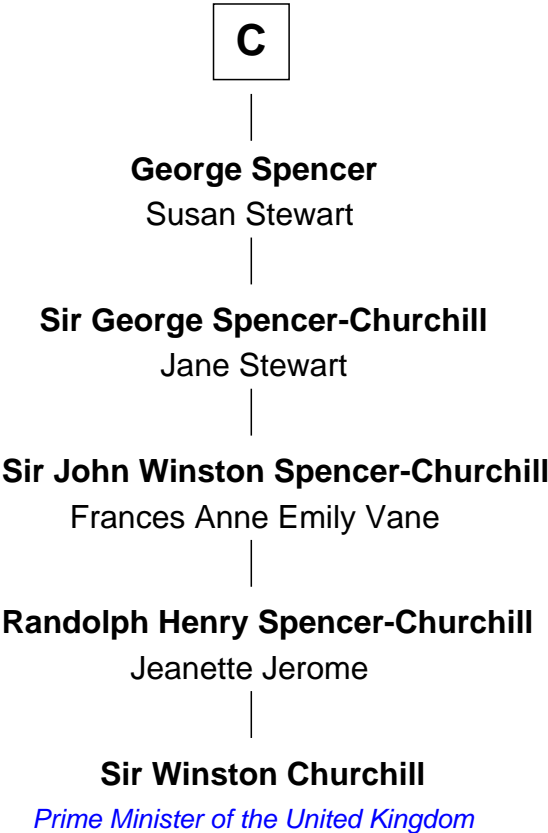 C
George Spencer
Susan Stewart
Sir George Spencer-Churchill
Jane Stewart
Sir John Winston Spencer-Churchill
Frances Anne Emily Vane
Randolph Henry Spencer-Churchill
Jeanette Jerome
Sir Winston Churchill
Prime Minister of the United Kingdom